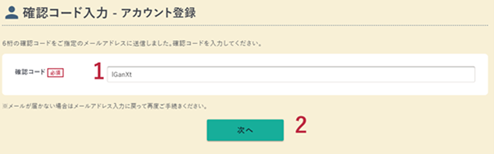 確認コード入力 - アカウント登録
6桁の確認コードをご指定のメールアドレスに送信しました。確認コードを入力してください。
確認コード 必須 1 IGanXt
※メールが届かない場合はメールアドレス入力に戻って再度ご手続きください。
次へ 2